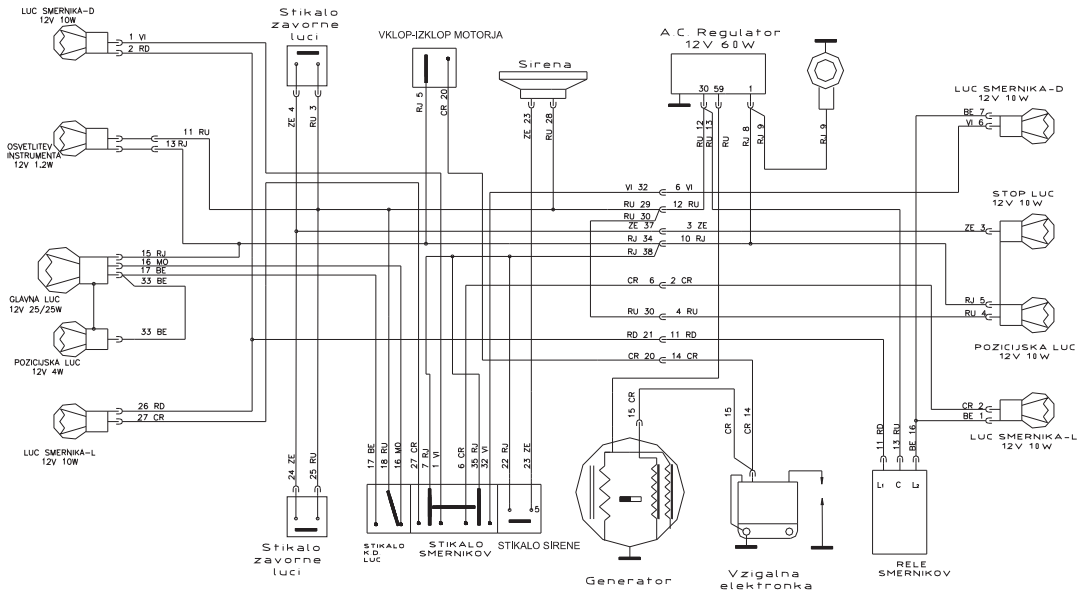 LUC SMERNIKA-D
12V 10W
1 VI
2 RD
Stikalo
zavorne
luci
ZE 4
RU 3
VKLOP-IZKLOP MOTORJA
RJ 5
CR 20
Sirena
ZE 23
RU 28
A.C. Regulator
12V 60W
30 59 1
RU 12
RU 13
RU
RJ 8
RJ 9
RJ 9
LUC SMERNIKA-D
12V 10W
BE 7
VI 6
OSVETLITEV
INSTRUMENTA
12V 1.2W
11 RU
13 RJ
VI 32 6 VI
RU 29 12 RU
RU 30
ZE 37 3 ZE
RJ 34 10 RJ
RJ 38
STOP LUC
12V 10W
ZE 3
GLAVNA LUC
12V 25/25W
15 RJ
16 MO
17 BE
33 BE
CR 6 2 CR
RU 30 4 RU
RD 21 11 RD
CR 20 14 CR
RJ 5
RU 4
POZICIJSKA LUC
12V 10W
33 BE
POZICIJSKA LUC
12V 4W
26 RD
27 CR
LUC SMERNIKA-L
12V 10W
CR 2
BE 1
LUC SMERNIKA-L
12V 10W
24 ZE
25 RU
Stikalo
zavorne
luci
17 BE
18 RU
16 MO
27 CR
7 RJ
1 VI
6 CR
35 RJ
32 VI
22 RJ
23 ZE
5
STIKALO
K.D
LUC
STIKALO
SMERNIKOV
STIKALO SIRENE
15 CR
CR 15
CR 14
Generator
Vzigalna
elektronka
11 RD
13 RU
BE 16
L1 C L2
RELE
SMERNIKOV